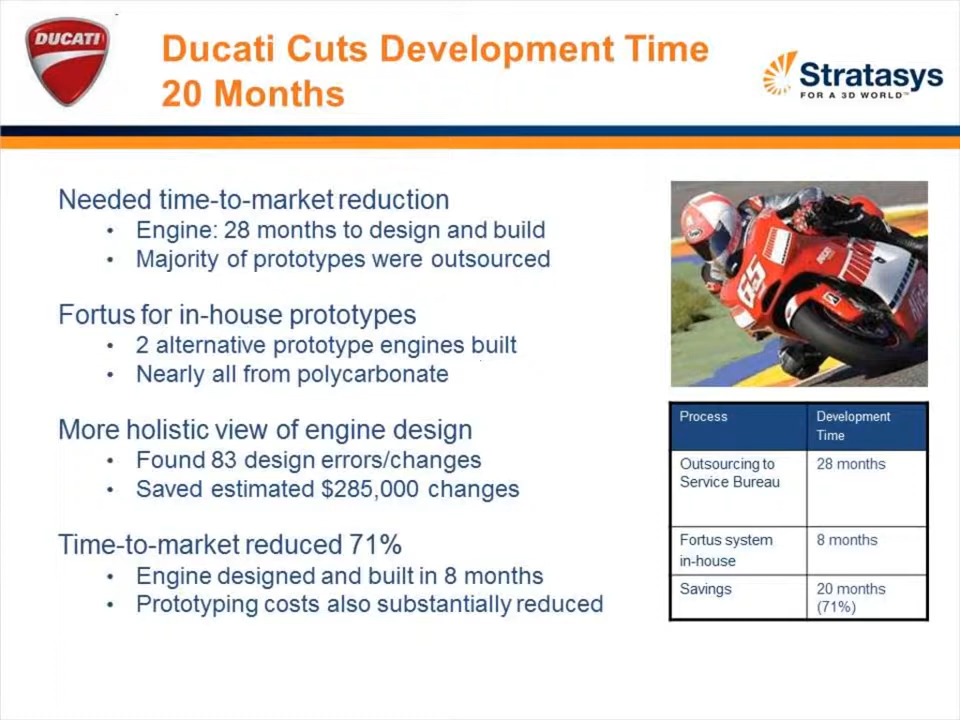 DUCATI
Ducati Cuts Development Time
20 Months
Stratasys
FOR A 3D WORLD™
Needed time-to-market reduction
• Engine: 28 months to design and build
• Majority of prototypes were outsourced
Fortus for in-house prototypes
• 2 alternative prototype engines built
• Nearly all from polycarbonate
More holistic view of engine design
• Found 83 design errors/changes
• Saved estimated $285,000 changes
Time-to-market reduced 71%
• Engine designed and built in 8 months
• Prototyping costs also substantially reduced
65
Process
Development
Time
Outsourcing to
Service Bureau
28 months
Fortus system
in-house
8 months
Savings
20 months
(71%)